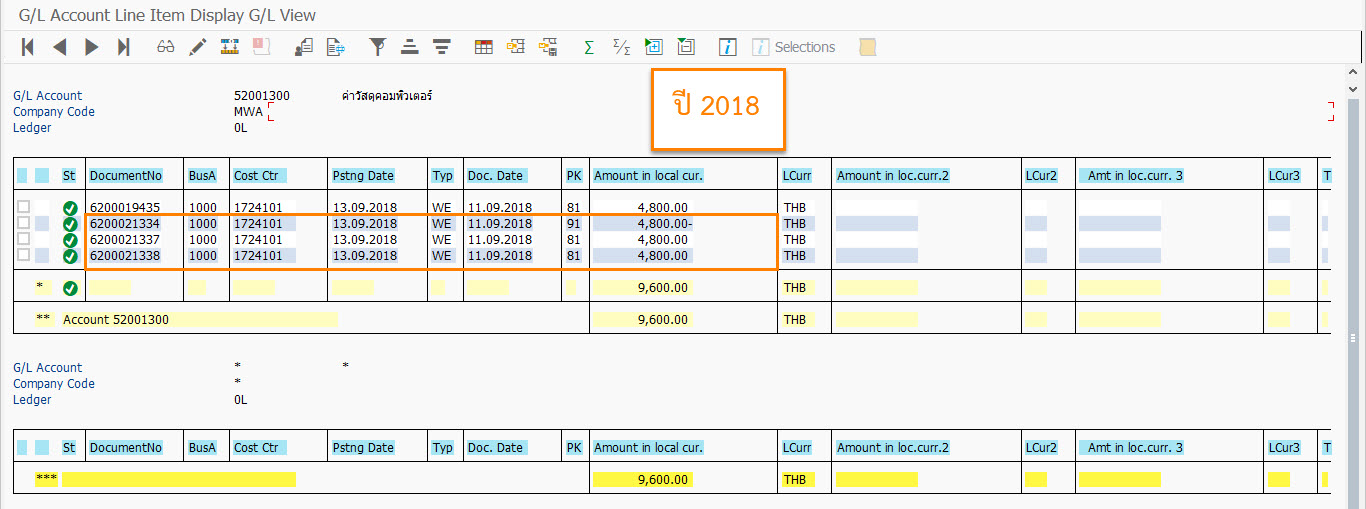 G/L Account Line Item Display G/L View
Selections
ปี 2018
G/L Account 52001300 ค่าวัสดุคอมพิวเตอร์
Company Code MWA
Ledger 0L
St DocumentNo BusA Cost Ctr Pstng Date Typ Doc. Date PK Amount in local cur. LCurr Amount in loc.curr.2 LCur2 Amt in loc.curr. 3 LCur3 T
6200019435 1000 1724101 13.09.2018 WE 11.09.2018 81 4,800.00 THB
6200021334 1000 1724101 13.09.2018 WE 11.09.2018 91 4,800.00- THB
6200021337 1000 1724101 13.09.2018 WE 11.09.2018 81 4,800.00 THB
6200021338 1000 1724101 13.09.2018 WE 11.09.2018 81 4,800.00 THB
* 9,600.00 THB
** Account 52001300 9,600.00 THB
G/L Account * *
Company Code *
Ledger 0L
St DocumentNo BusA Cost Ctr Pstng Date Typ Doc. Date PK Amount in local cur. LCurr Amount in loc.curr.2 LCur2 Amt in loc.curr. 3 LCur3 T
*** 9,600.00 THB